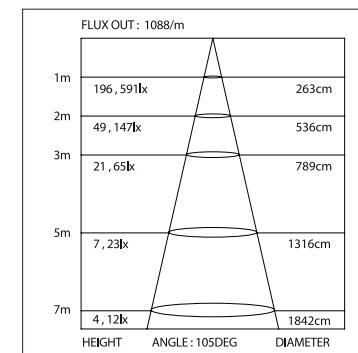 FLUX OUT : 1088/m
1m
196 , 591lx 263cm
2m
49 , 147lx 536cm
3m
21 , 65lx 789cm
5m
7 , 23lx 1316cm
7m
4 , 12lx 1842cm
HEIGHT ANGLE : 105DEG DIAMETER